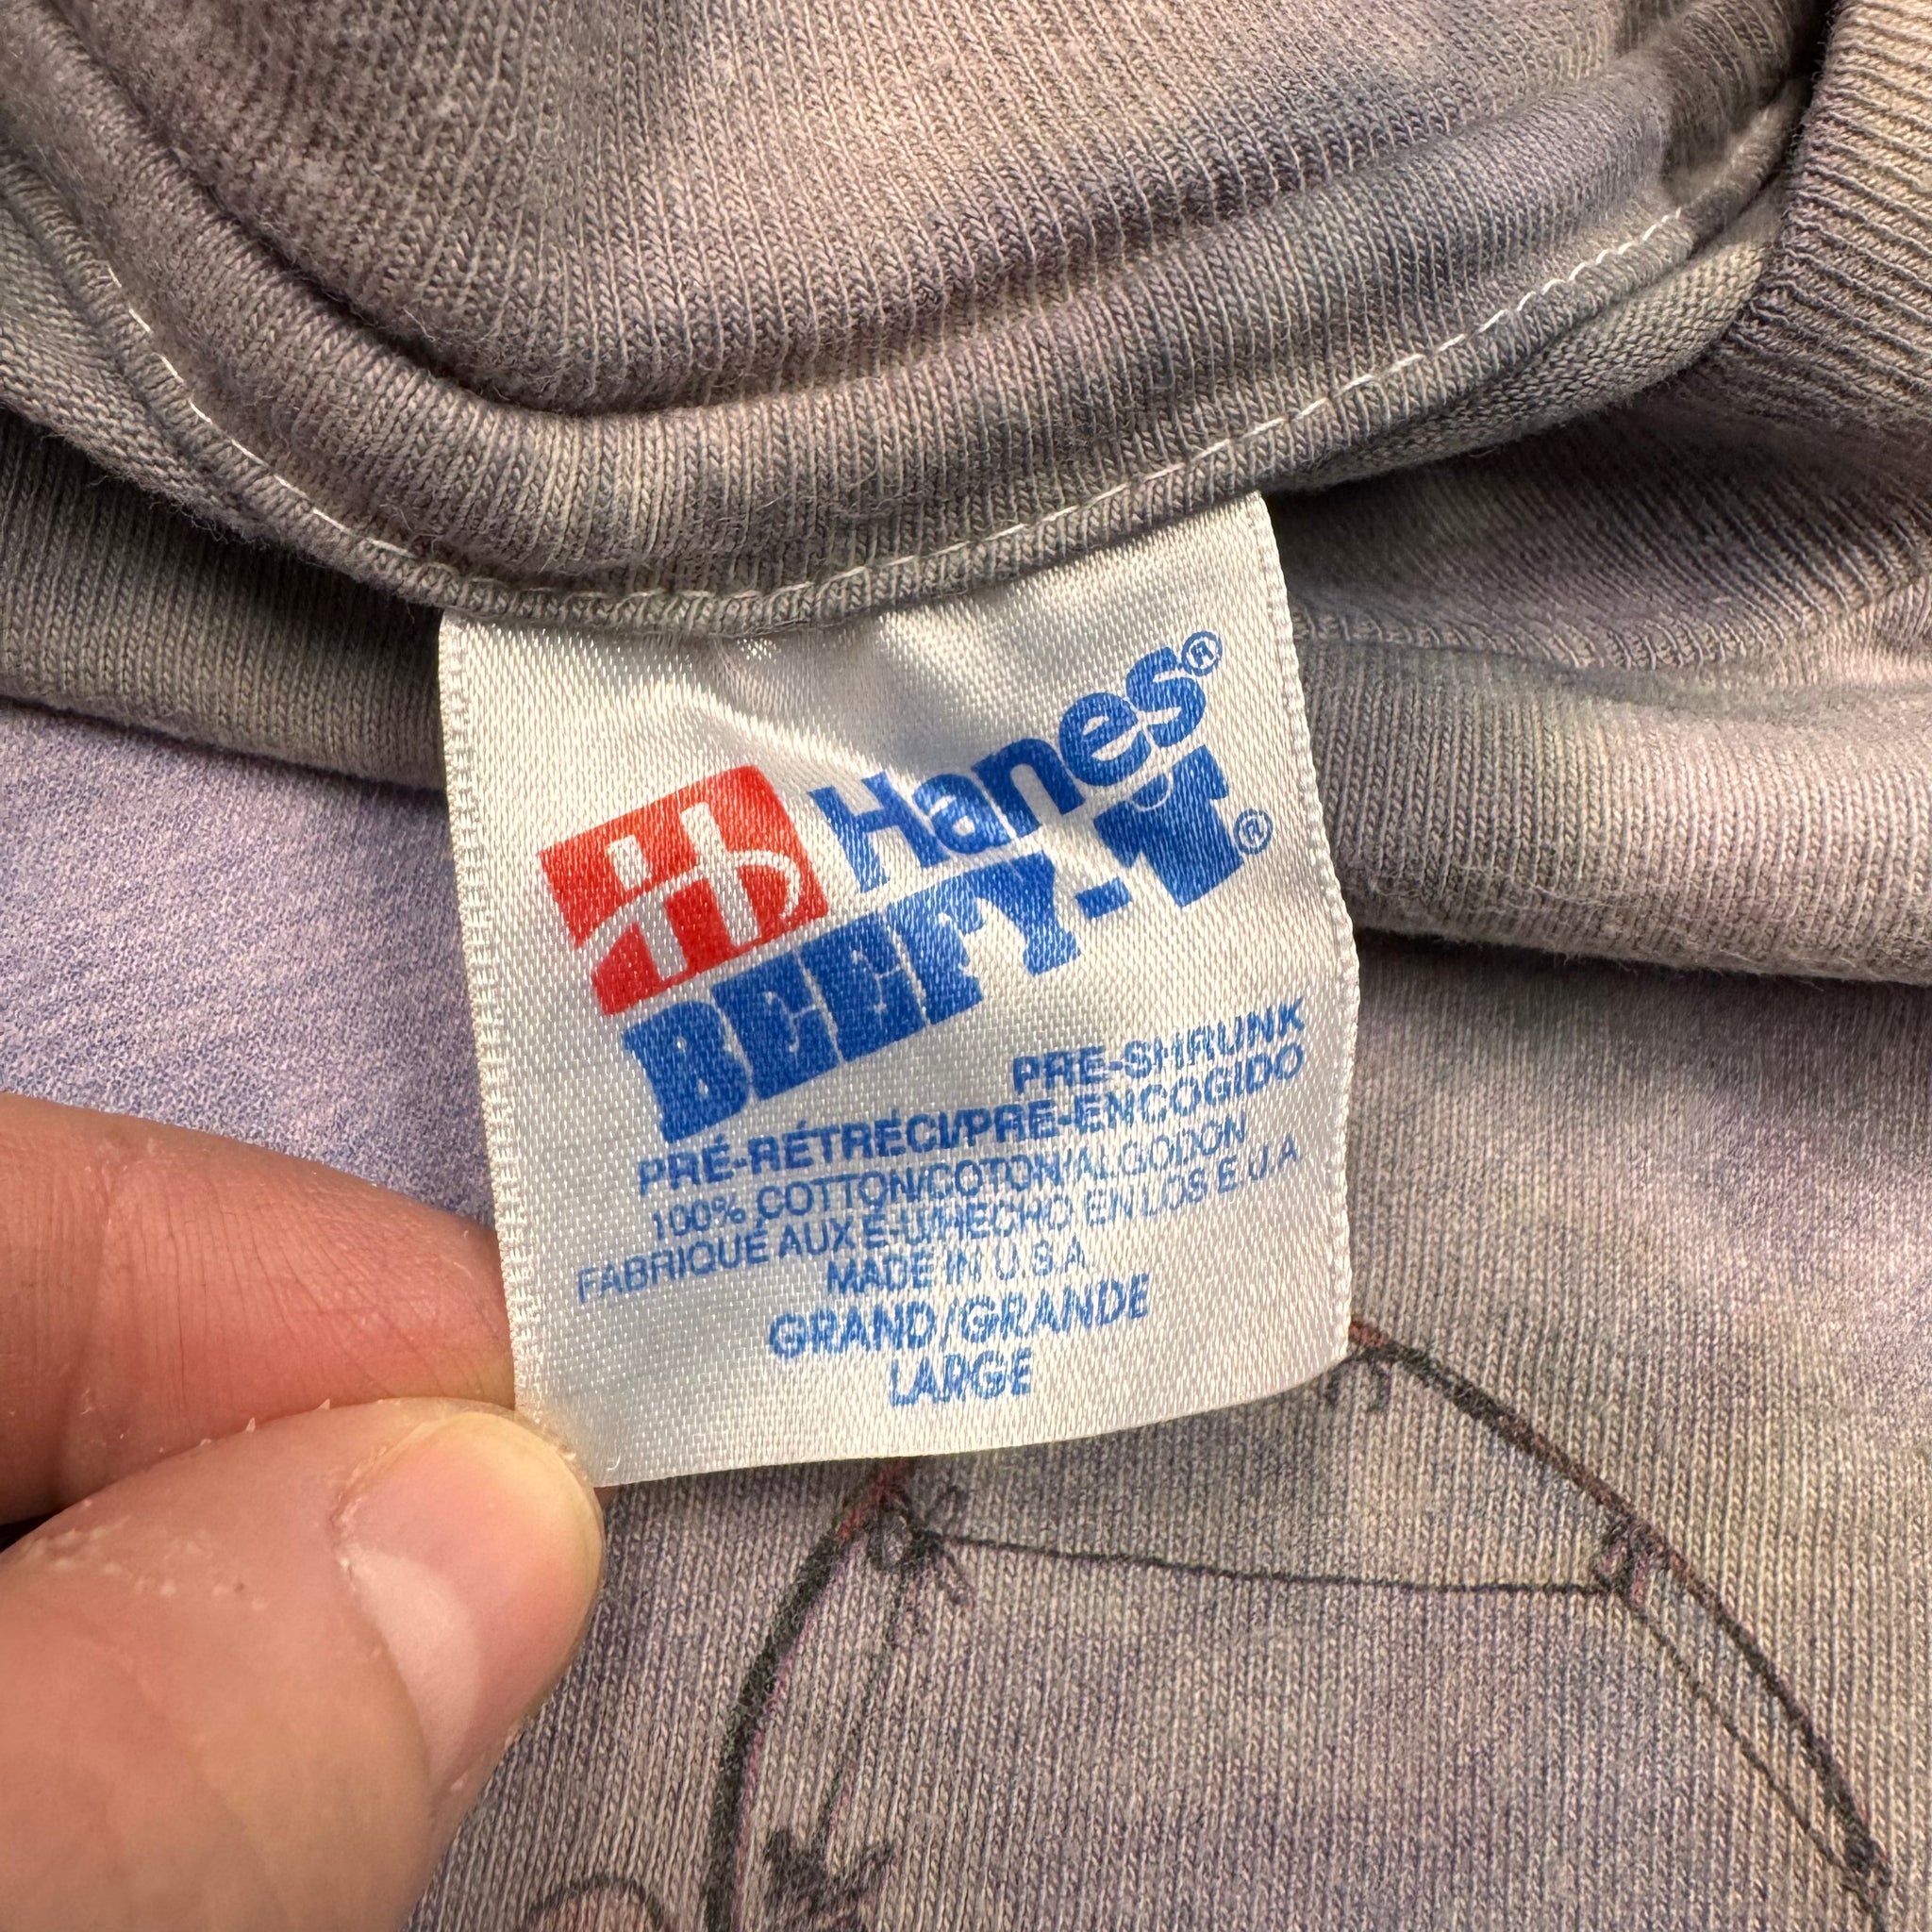 Hanes®
BEEFY-T®
PRE-SHRUNK
PRÉ-RÉTRÉCI/PRE-ENCOGIDO
100% COTTON/COTON/ALGODON
FABRIQUÉ AUX É-U/HECHO EN LOS E.U.A
MADE IN U.S.A
GRAND/GRANDE
LARGE